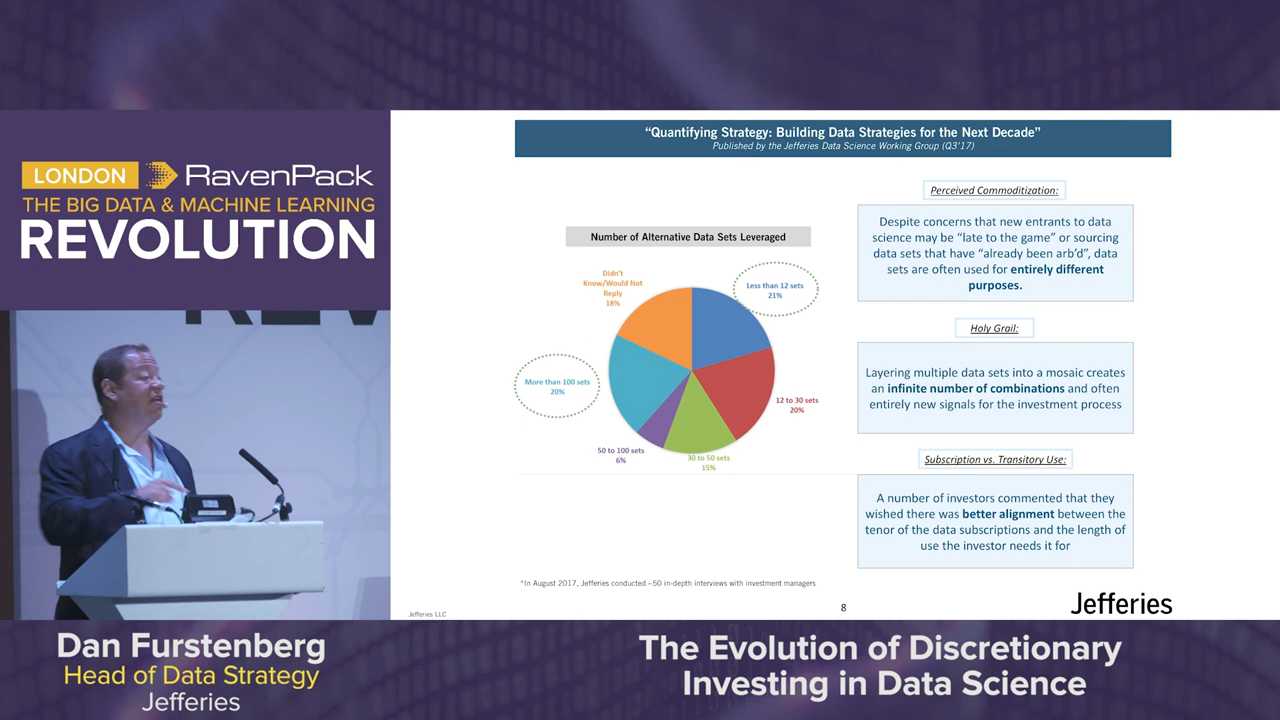 LONDON RavenPack
THE BIG DATA & MACHINE LEARNING
REVOLUTION
“Quantifying Strategy: Building Data Strategies for the Next Decade”
Published by the Jefferies Data Science Working Group (Q3'17)
Number of Alternative Data Sets Leveraged
Didn't
Know/Would Not
Reply
18%
Less than 12 sets
21%
More than 100 sets
20%
12 to 30 sets
20%
50 to 100 sets
6%
30 to 50 sets
15%
Perceived Commoditization:
Despite concerns that new entrants to data
science may be “late to the game” or sourcing
data sets that have “already been arb’d”, data
sets are often used for entirely different
purposes.
Holy Grail:
Layering multiple data sets into a mosaic creates
an infinite number of combinations and often
entirely new signals for the investment process
Subscription vs. Transitory Use:
A number of investors commented that they
wished there was better alignment between the
tenor of the data subscriptions and the length of
use the investor needs it for
*In August 2017, Jefferies conducted ~50 in-depth interviews with investment managers
Jefferies LLC
8
Jefferies
Dan Furstenberg
Head of Data Strategy
Jefferies
The Evolution of Discretionary
Investing in Data Science